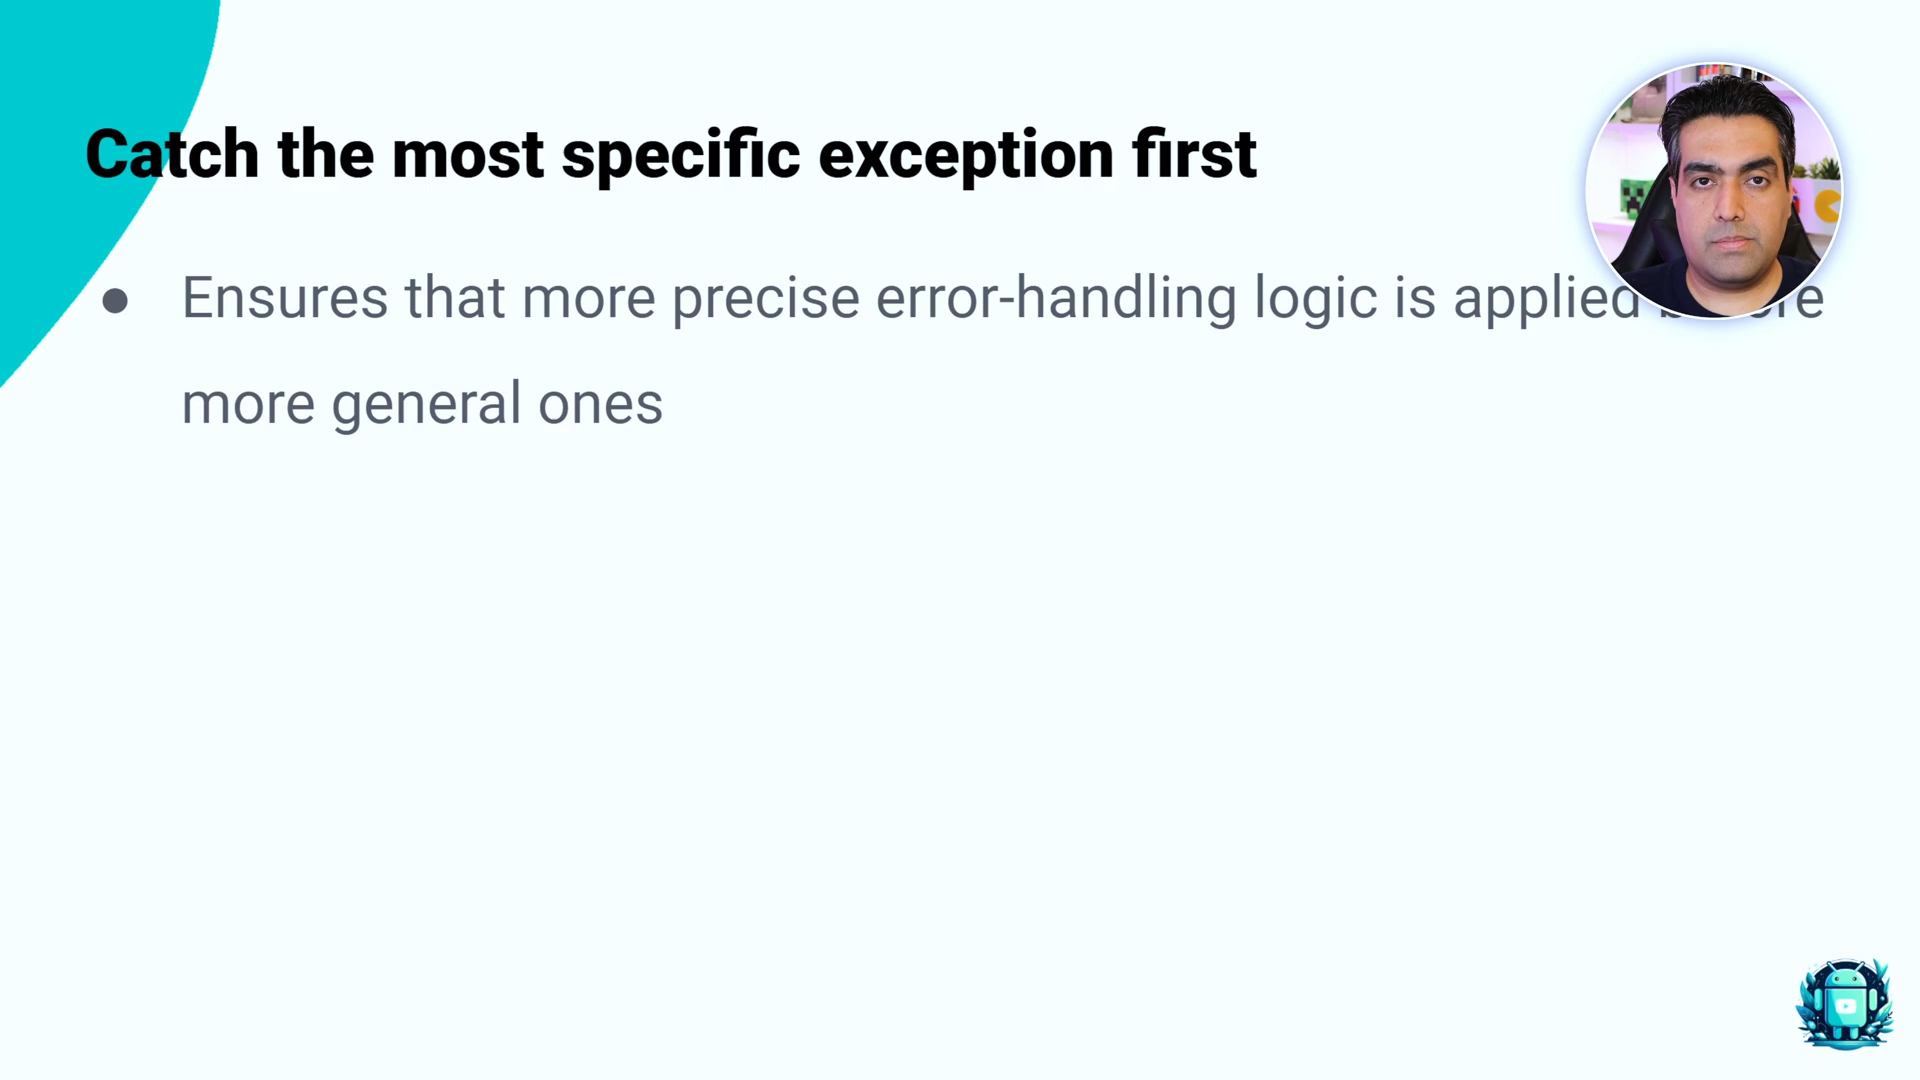 Catch the most specific exception first
● Ensures that more precise error-handling logic is applied
more general ones